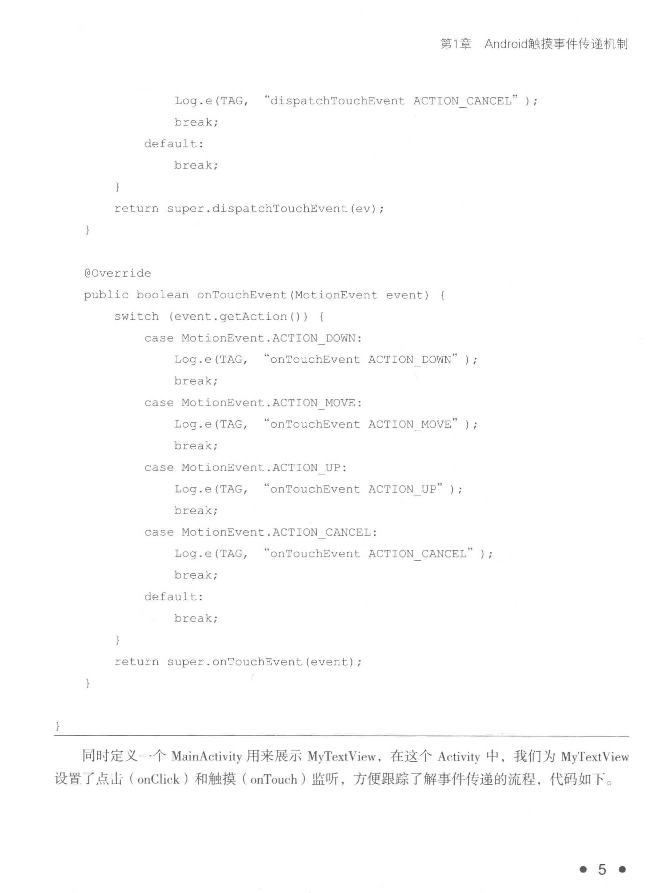 第1章 Android触摸事件传递机制
Log.e(TAG, “dispatchTouchEvent ACTION_CANCEL” );
break;
default:
break;
}
return super.dispatchTouchEvent(ev);
}
@Override
public boolean onTouchEvent(MotionEvent event) {
switch (event.getAction()) {
case MotionEvent.ACTION_DOWN:
Log.e(TAG, “onTouchEvent ACTION_DOWN” );
break;
case MotionEvent.ACTION_MOVE:
Log.e(TAG, “onTouchEvent ACTION_MOVE” );
break;
case MotionEvent.ACTION_UP:
Log.e(TAG, “onTouchEvent ACTION_UP” );
break;
case MotionEvent.ACTION_CANCEL:
Log.e(TAG, “onTouchEvent ACTION_CANCEL” );
break;
default:
break;
}
return super.onTouchEvent(event);
}
}
同时定义一个 MainActivity 用来展示 MyTextView，在这个 Activity 中，我们为 MyTextView
设置了点击（onClick）和触摸（onTouch）监听，方便跟踪了解事件传递的流程，代码如下。
● 5 ●